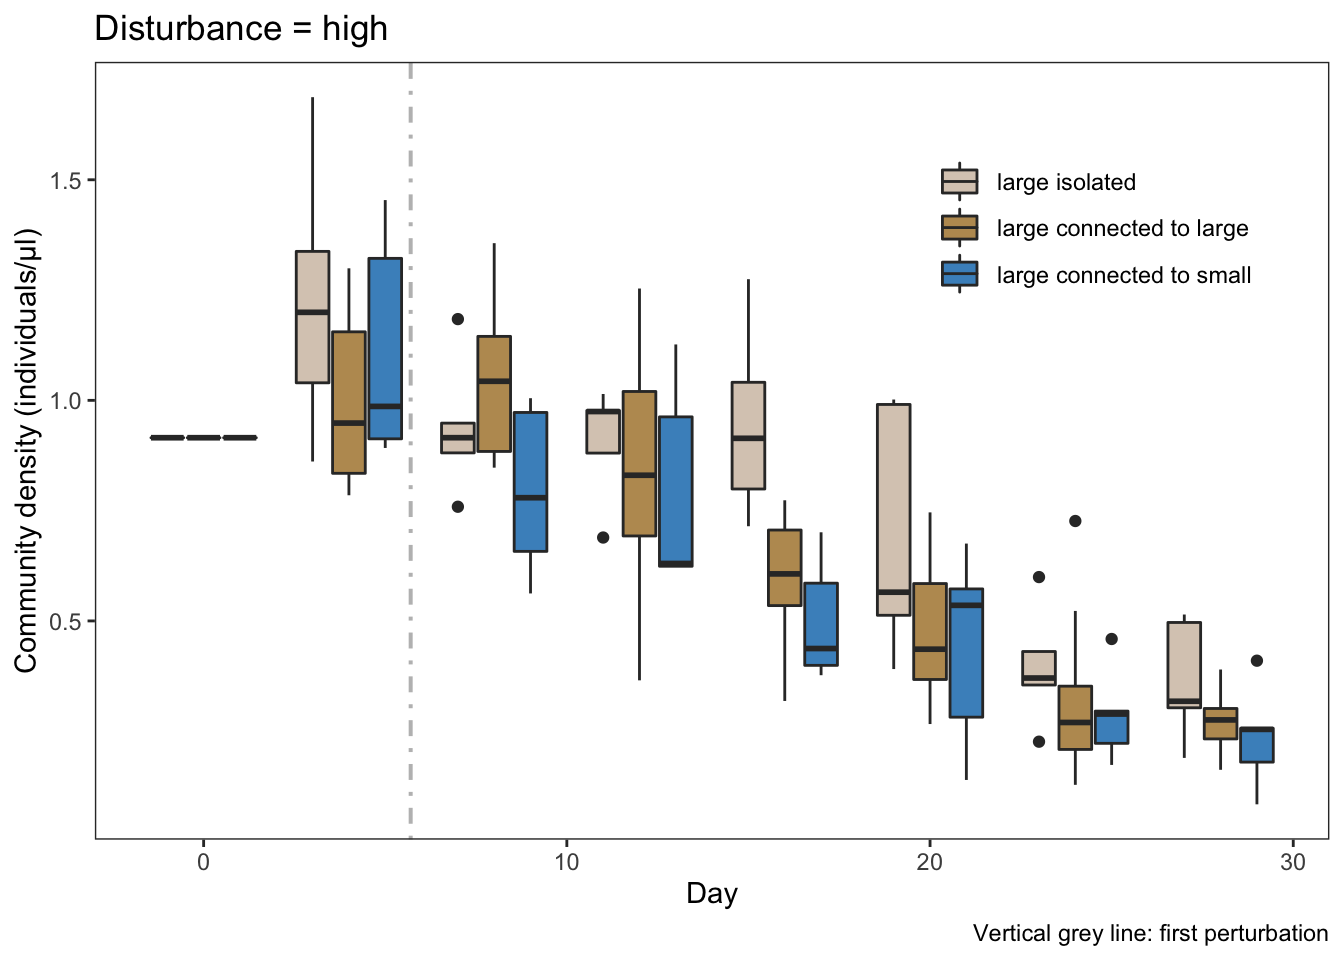 Disturbance = high
1.5
1.0
0.5
Community density (individuals/μl)
large isolated
large connected to large
large connected to small
0
10
20
30
Day
Vertical grey line: first perturbation